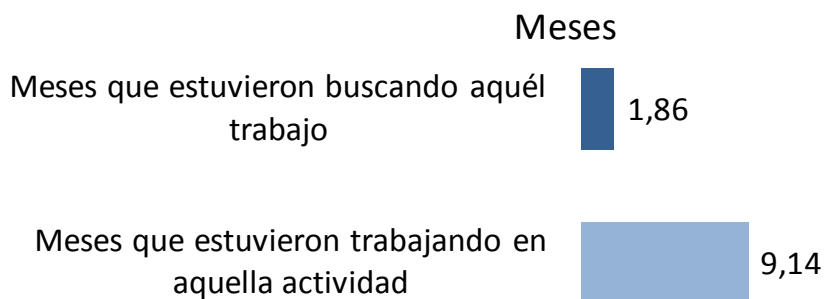 Meses
Meses que estuvieron buscando aquél
trabajo
1,86
Meses que estuvieron trabajando en
aquella actividad
9,14